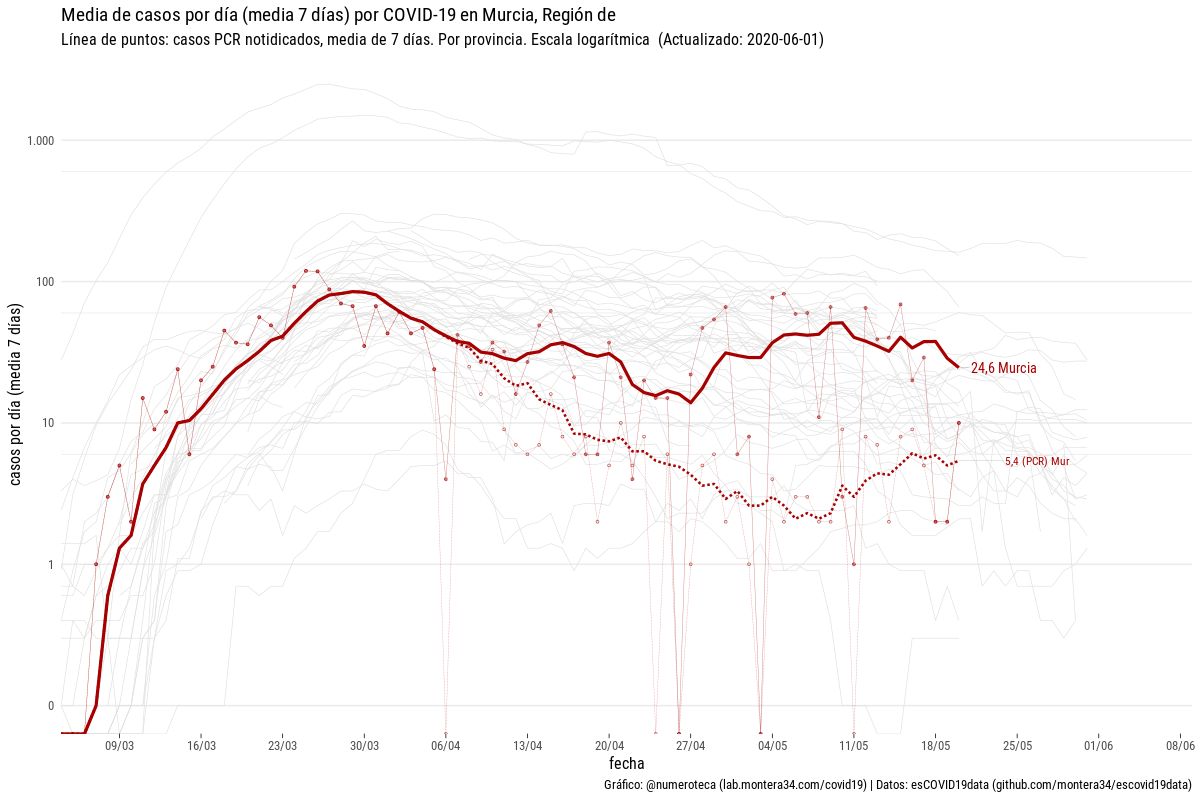 Media de casos por día (media 7 días) por COVID-19 en Murcia, Región de
Línea de puntos: casos PCR notidicados, media de 7 días. Por provincia. Escala logarítmica (Actualizado: 2020-06-01)
casos por día (media 7 días)
1.000
100
10
1
0
24,6 Murcia
5,4 (PCR) Mur
09/03 16/03 23/03 30/03 06/04 13/04 20/04 27/04 04/05 11/05 18/05 25/05 01/06 08/06
fecha
Gráfico: @numeroteca (lab.montera34.com/covid19) | Datos: esCOVID19data (github.com/montera34/escovid19data)